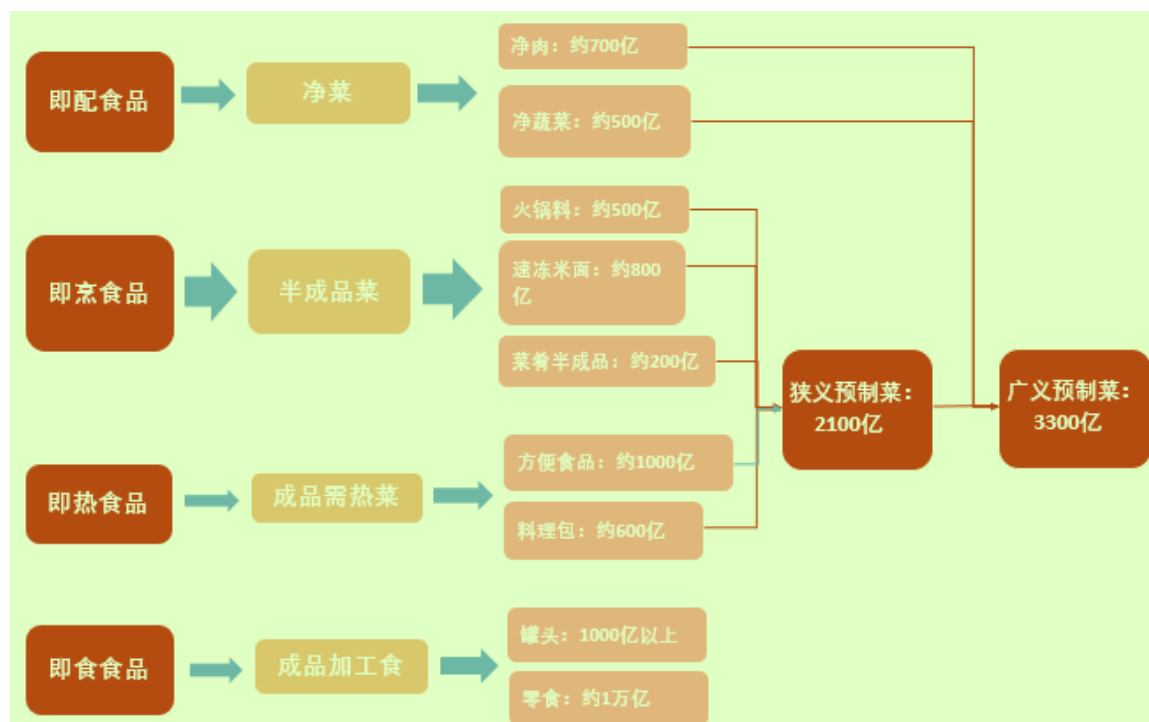 即配食品
净菜
净肉：约700亿
净蔬菜：约500亿
即烹食品
半成品菜
火锅料：约500亿
速冻米面：约800
亿
菜肴半成品：约200亿
狭义预制菜：
2100亿
广义预制菜：
3300亿
即热食品
成品需热菜
方便食品：约1000亿
料理包：约600亿
即食食品
成品加工食
罐头：1000亿以上
零食：约1万亿